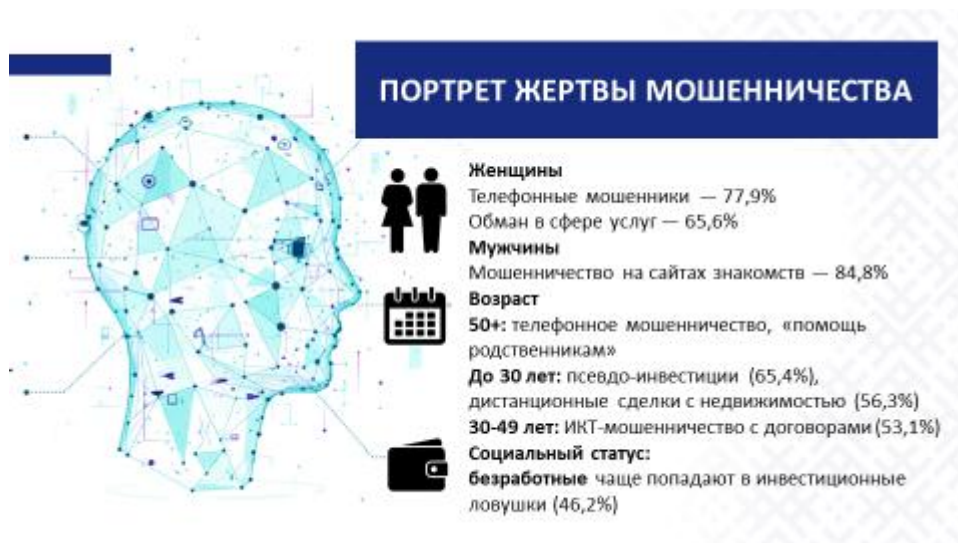 ПОРТРЕТ ЖЕРТВЫ МОШЕННИЧЕСТВА
Женщины
Телефонные мошенники — 77,9%
Обман в сфере услуг — 65,6%
Мужчины
Мошенничество на сайтах знакомств — 84,8%
Возраст
50+: телефонное мошенничество, «помощь
родственникам»
До 30 лет: псевдо-инвестиции (65,4%),
дистанционные сделки с недвижимостью (56,3%)
30-49 лет: ИКТ-мошенничество с договорами (53,1%)
Социальный статус:
безработные чаще попадают в инвестиционные
ловушки (46,2%)